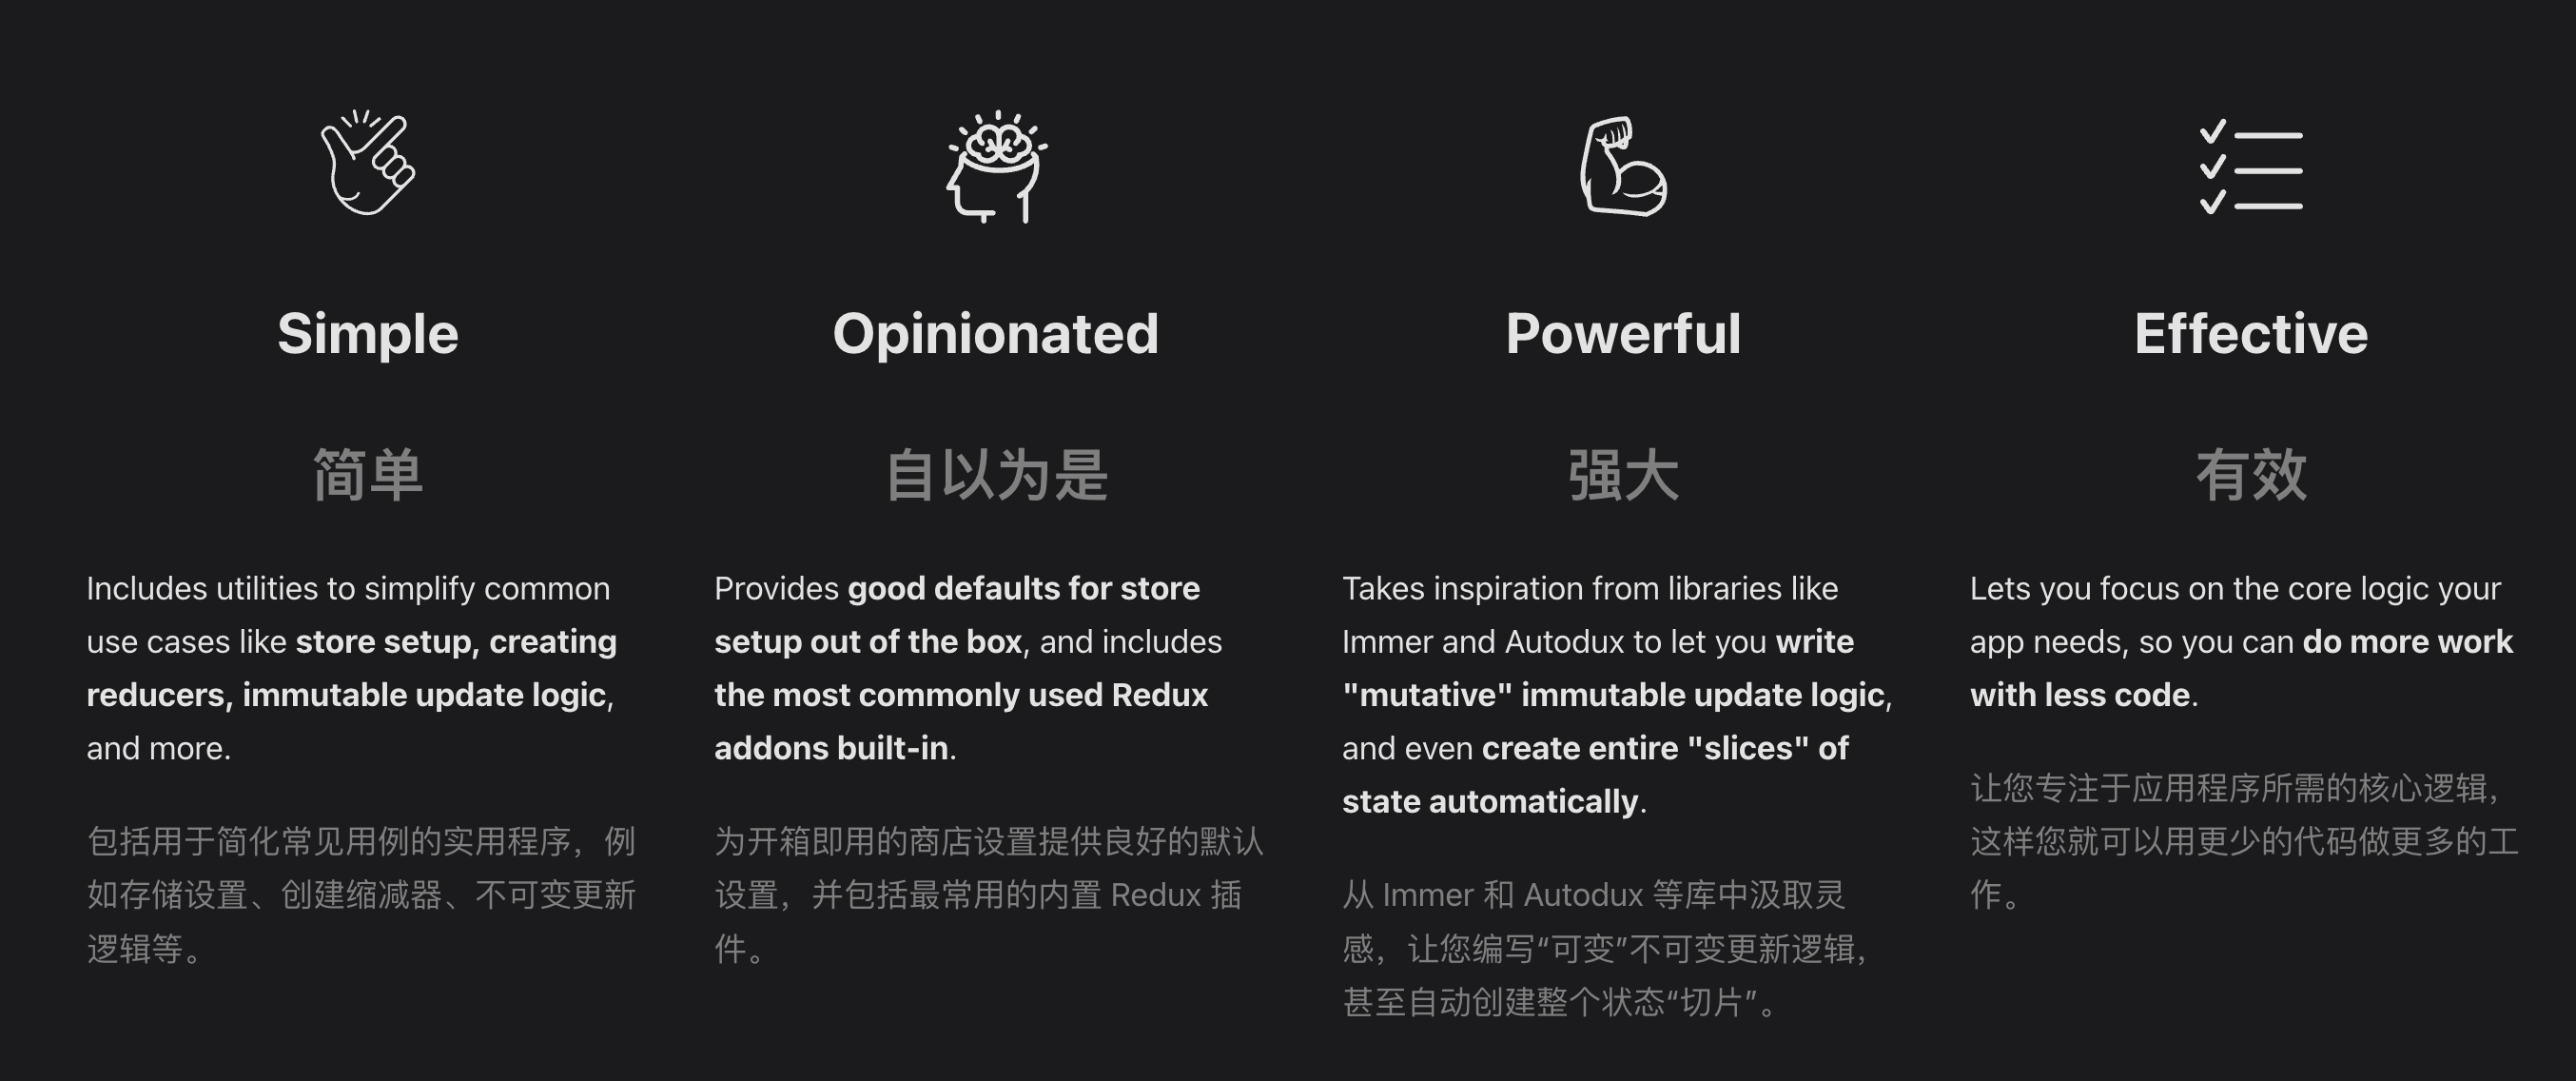 Simple
简单
Includes utilities to simplify common
use cases like store setup, creating
reducers, immutable update logic,
and more.
包括用于简化常见用例的实用程序，例
如存储设置、创建缩减器、不可变更新
逻辑等。
Opinionated
自以为是
Provides good defaults for store
setup out of the box, and includes
the most commonly used Redux
addons built-in.
为开箱即用的商店设置提供良好的默认
设置，并包括最常用的内置 Redux 插
件。
Powerful
强大
Takes inspiration from libraries like
Immer and Autodux to let you write
"mutative" immutable update logic,
and even create entire "slices" of
state automatically.
从 Immer 和 Autodux 等库中汲取灵
感，让您编写“可变”不可变更新逻辑，
甚至自动创建整个状态“切片”。
Effective
有效
Lets you focus on the core logic your
app needs, so you can do more work
with less code.
让您专注于应用程序所需的核心逻辑，
这样您就可以用更少的代码做更多的工
作。